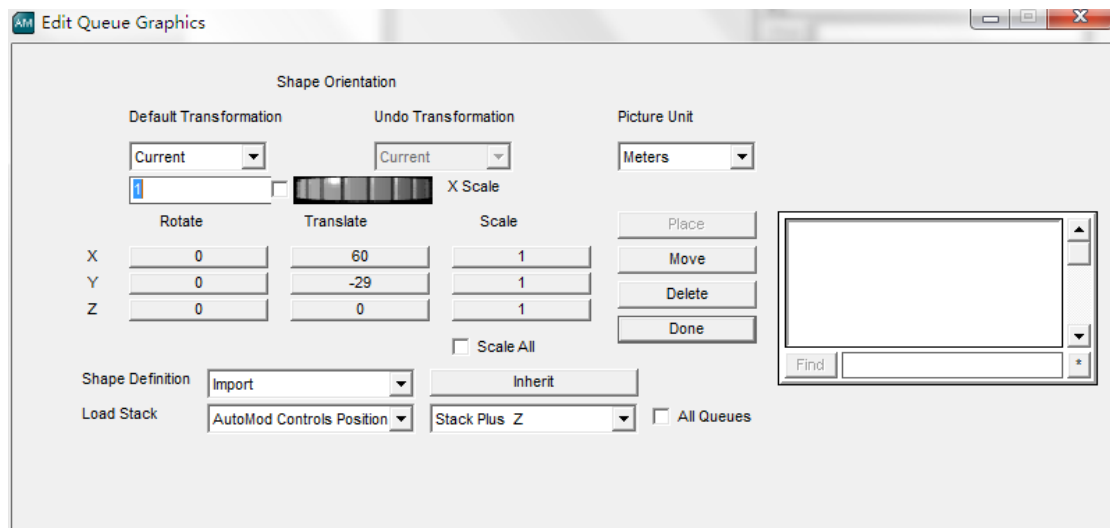 AM Edit Queue Graphics
Shape Orientation
Default Transformation Undo Transformation Picture Unit
Current Current Meters
1 X Scale
Rotate Translate Scale Place
X 0 60 1 Move
Y 0 -29 1 Delete
Z 0 0 1 Done
Scale All
Find *
Shape Definition Import Inherit
Load Stack AutoMod Controls Position Stack Plus Z All Queues